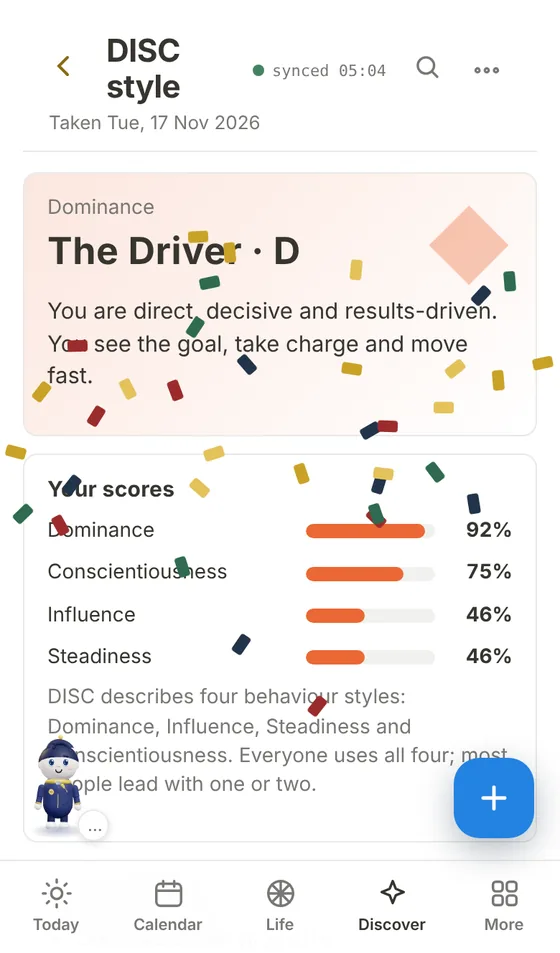 DISC
style
synced 05:04
Taken Tue, 17 Nov 2026
Dominance
The Driver · D
You are direct, decisive and results-driven.
You see the goal, take charge and move
fast.
Your scores
Dominance 92%
Conscientiousness 75%
Influence 46%
Steadiness 46%
DISC describes four behaviour styles:
Dominance, Influence, Steadiness and
Conscientiousness. Everyone uses all four; most
people lead with one or two.
...
Today
Calendar
Life
Discover
More